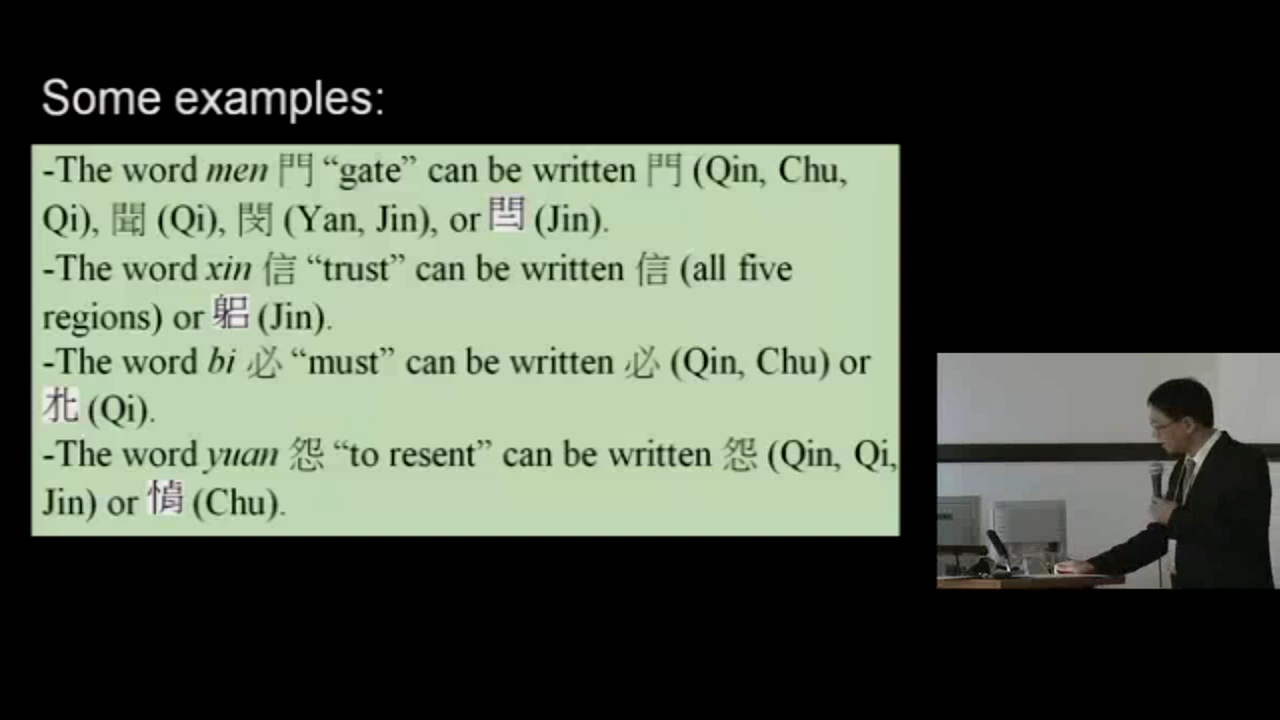 Some examples:
-The word men 門 “gate” can be written 門 (Qin, Chu,
Qi), 聞 (Qi), 閔 (Yan, Jin), or 閆 (Jin).
-The word xin 信 “trust” can be written 信 (all five
regions) or (Jin).
-The word bi 必 “must” can be written 必 (Qin, Chu) or
(Qi).
-The word yuan 怨 “to resent” can be written 怨 (Qin, Qi,
Jin) or (Chu).